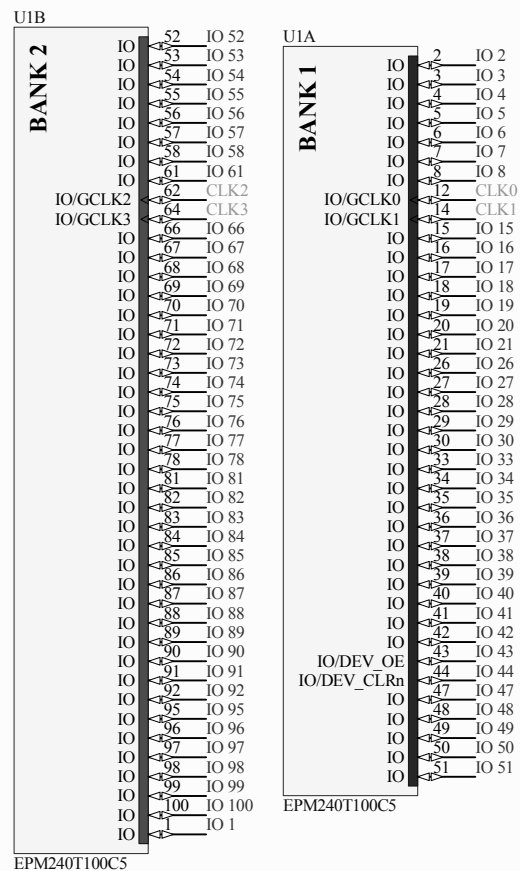 U1B
BANK 2
IO 52 IO 52
IO 53 IO 53
IO 54 IO 54
IO 55 IO 55
IO 56 IO 56
IO 57 IO 57
IO 58 IO 58
IO 61 IO 61
IO/GCLK2 62 CLK2
IO/GCLK3 64 CLK3
IO 66 IO 66
IO 67 IO 67
IO 68 IO 68
IO 69 IO 69
IO 70 IO 70
IO 71 IO 71
IO 72 IO 72
IO 73 IO 73
IO 74 IO 74
IO 75 IO 75
IO 76 IO 76
IO 77 IO 77
IO 78 IO 78
IO 81 IO 81
IO 82 IO 82
IO 83 IO 83
IO 84 IO 84
IO 85 IO 85
IO 86 IO 86
IO 87 IO 87
IO 88 IO 88
IO 89 IO 89
IO 90 IO 90
IO 91 IO 91
IO 92 IO 92
IO 95 IO 95
IO 96 IO 96
IO 97 IO 97
IO 98 IO 98
IO 99 IO 99
IO 100 IO 100
IO 1 IO 1
EPM240T100C5
U1A
BANK 1
IO 2 IO 2
IO 3 IO 3
IO 4 IO 4
IO 5 IO 5
IO 6 IO 6
IO 7 IO 7
IO 8 IO 8
IO/GCLK0 12 CLK0
IO/GCLK1 14 CLK1
IO 15 IO 15
IO 16 IO 16
IO 17 IO 17
IO 18 IO 18
IO 19 IO 19
IO 20 IO 20
IO 21 IO 21
IO 26 IO 26
IO 27 IO 27
IO 28 IO 28
IO 29 IO 29
IO 30 IO 30
IO 33 IO 33
IO 34 IO 34
IO 35 IO 35
IO 36 IO 36
IO 37 IO 37
IO 38 IO 38
IO 39 IO 39
IO 40 IO 40
IO 41 IO 41
IO 42 IO 42
IO/DEV_OE 43 IO 43
IO/DEV_CLRn 44 IO 44
IO 47 IO 47
IO 48 IO 48
IO 49 IO 49
IO 50 IO 50
IO 51 IO 51
EPM240T100C5